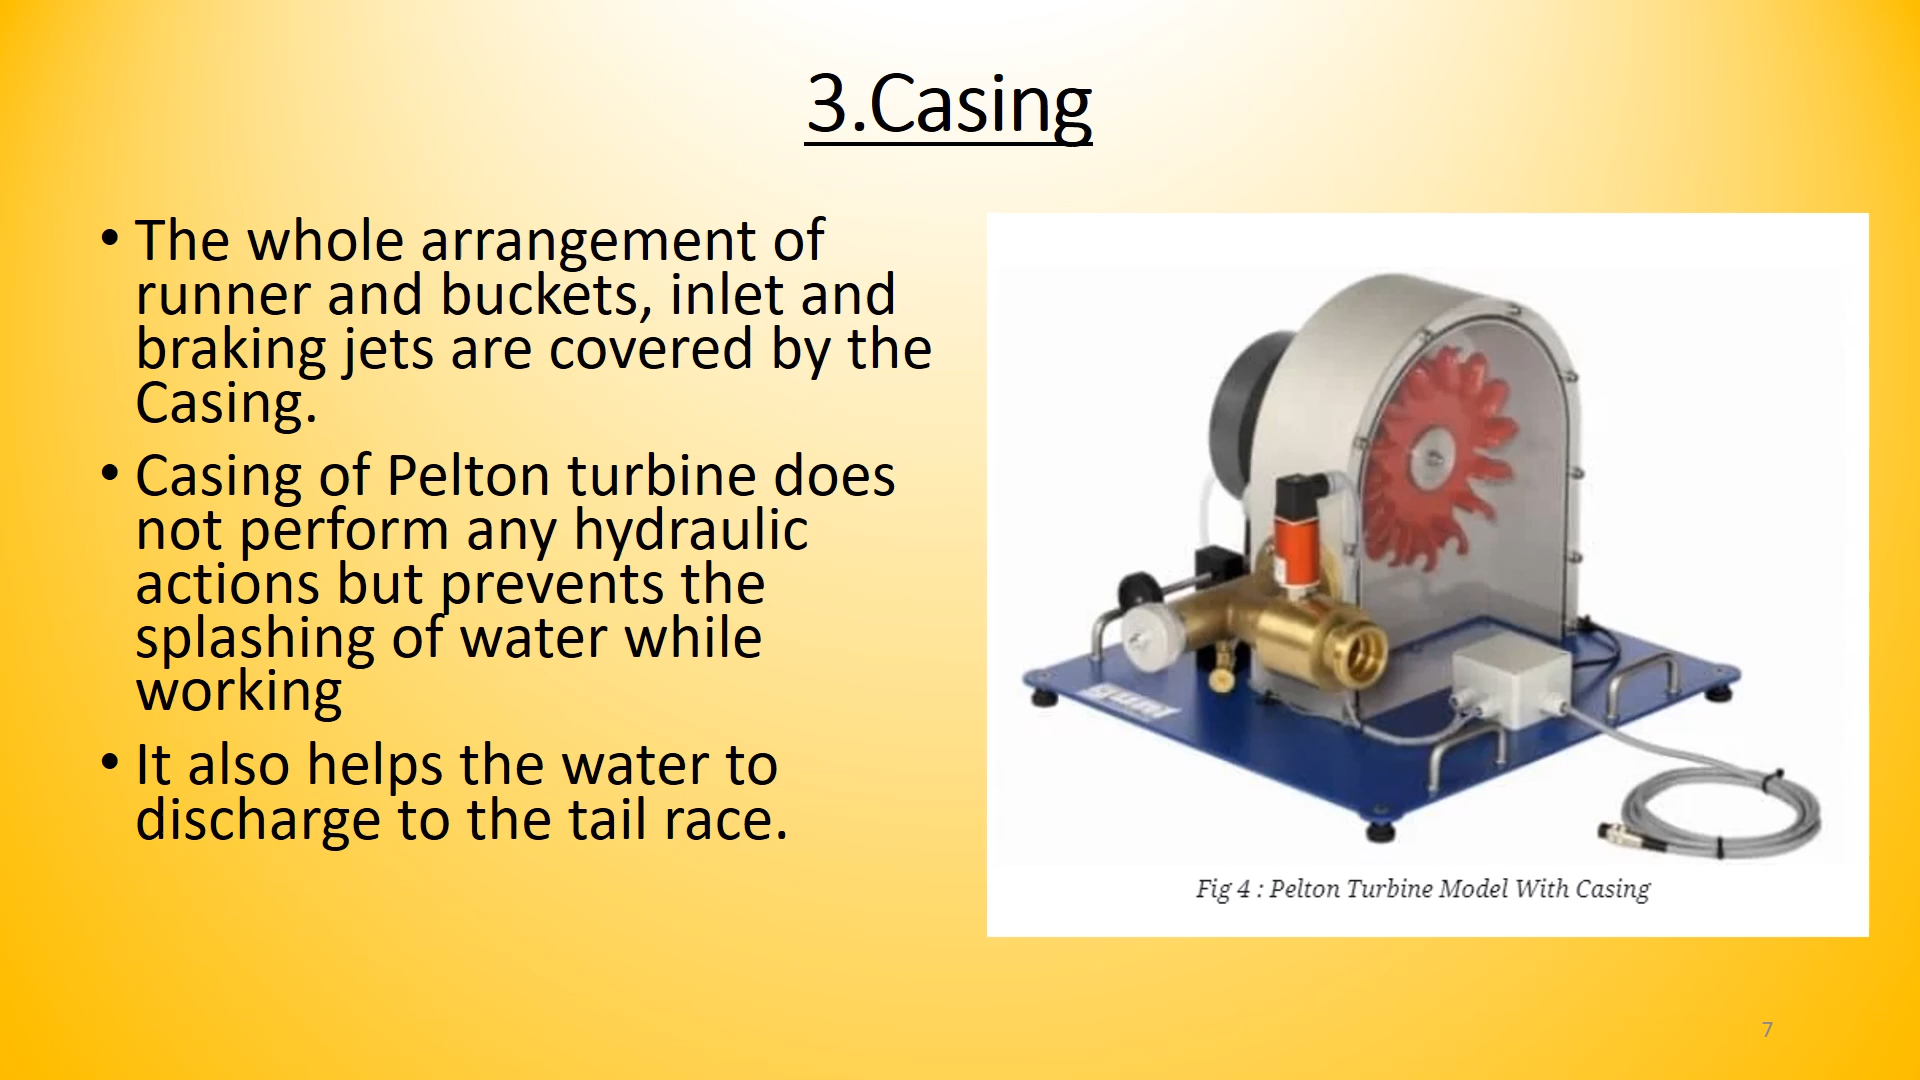 3.Casing
• The whole arrangement of
runner and buckets, inlet and
braking jets are covered by the
Casing.
• Casing of Pelton turbine does
not perform any hydraulic
actions but prevents the
splashing of water while
working
• It also helps the water to
discharge to the tail race.
Fig 4 : Pelton Turbine Model With Casing
7